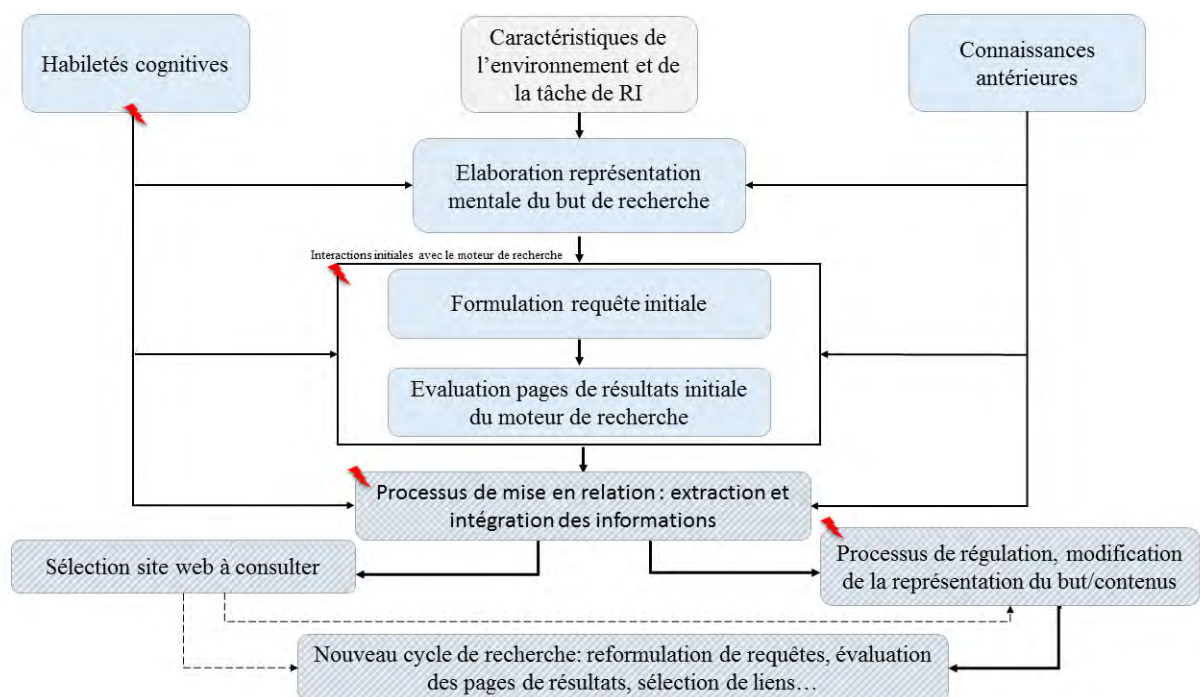 Habiletés cognitives
Caractéristiques de
l'environnement et de
la tâche de RI
Connaissances
antérieures
Elaboration représentation
mentale du but de recherche
Interactions initiales avec le moteur de recherche
Formulation requête initiale
Evaluation pages de résultats initiale
du moteur de recherche
Processus de mise en relation : extraction et
intégration des informations
Sélection site web à consulter
Processus de régulation, modification
de la représentation du but/contenus
Nouveau cycle de recherche: reformulation de requêtes, évaluation
des pages de résultats, sélection de liens…